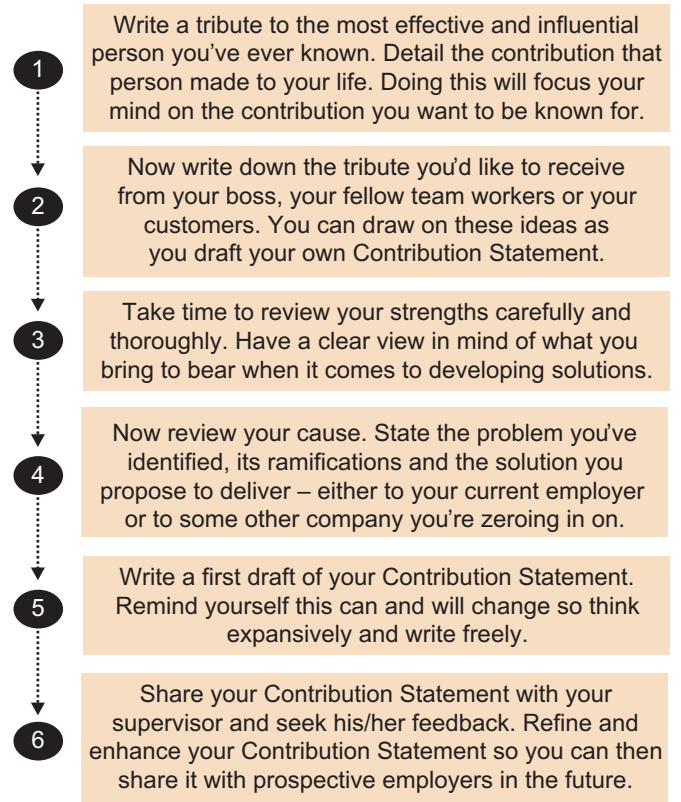 1
Write a tribute to the most effective and influential
person you've ever known. Detail the contribution that
person made to your life. Doing this will focus your
mind on the contribution you want to be known for.
2
Now write down the tribute you'd like to receive
from your boss, your fellow team workers or your
customers. You can draw on these ideas as
you draft your own Contribution Statement.
3
Take time to review your strengths carefully and
thoroughly. Have a clear view in mind of what you
bring to bear when it comes to developing solutions.
4
Now review your cause. State the problem you've
identified, its ramifications and the solution you
propose to deliver – either to your current employer
or to some other company you're zeroing in on.
5
Write a first draft of your Contribution Statement.
Remind yourself this can and will change so think
expansively and write freely.
6
Share your Contribution Statement with your
supervisor and seek his/her feedback. Refine and
enhance your Contribution Statement so you can then
share it with prospective employers in the future.